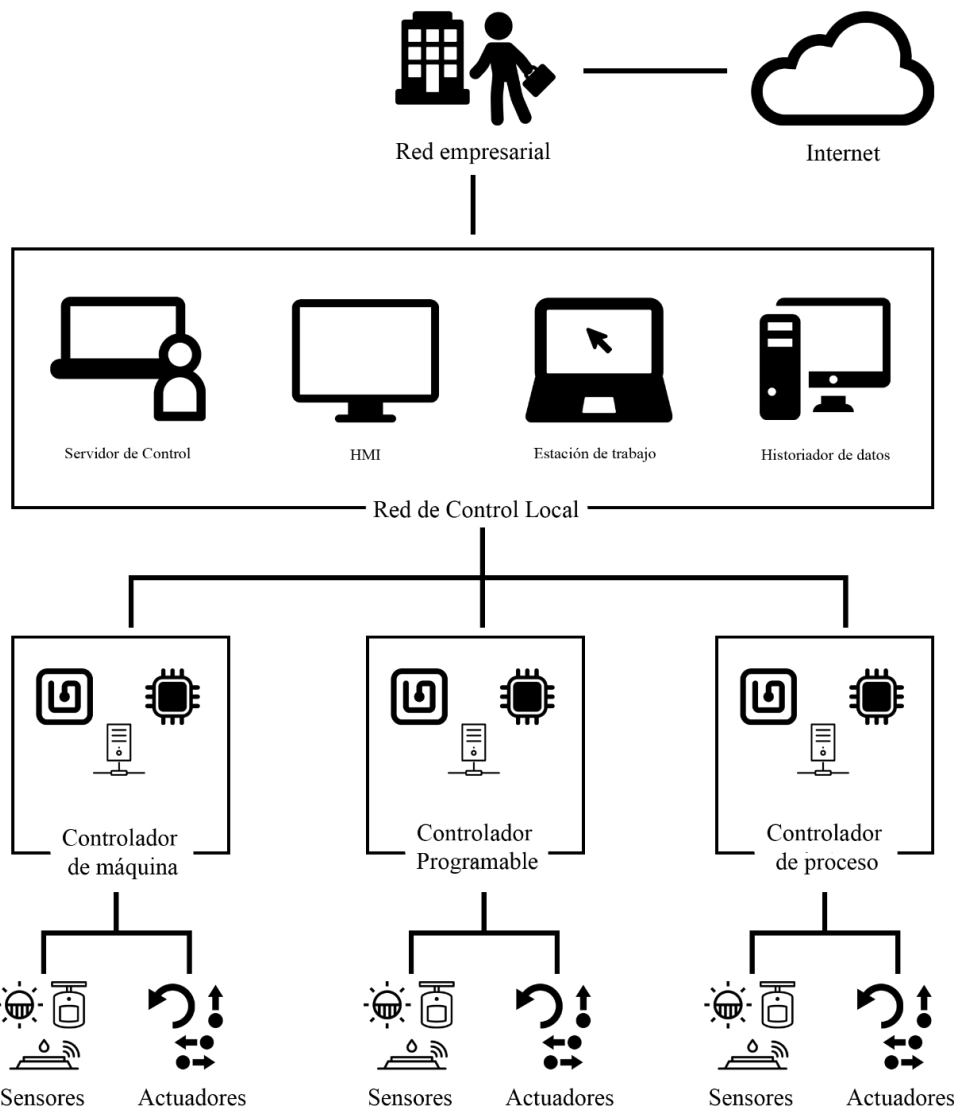 Red empresarial
Internet
Servidor de Control
HMI
Estación de trabajo
Historiador de datos
Red de Control Local
Controlador
de máquina
Controlador
Programable
Controlador
de proceso
Sensores
Actuadores
Sensores
Actuadores
Sensores
Actuadores